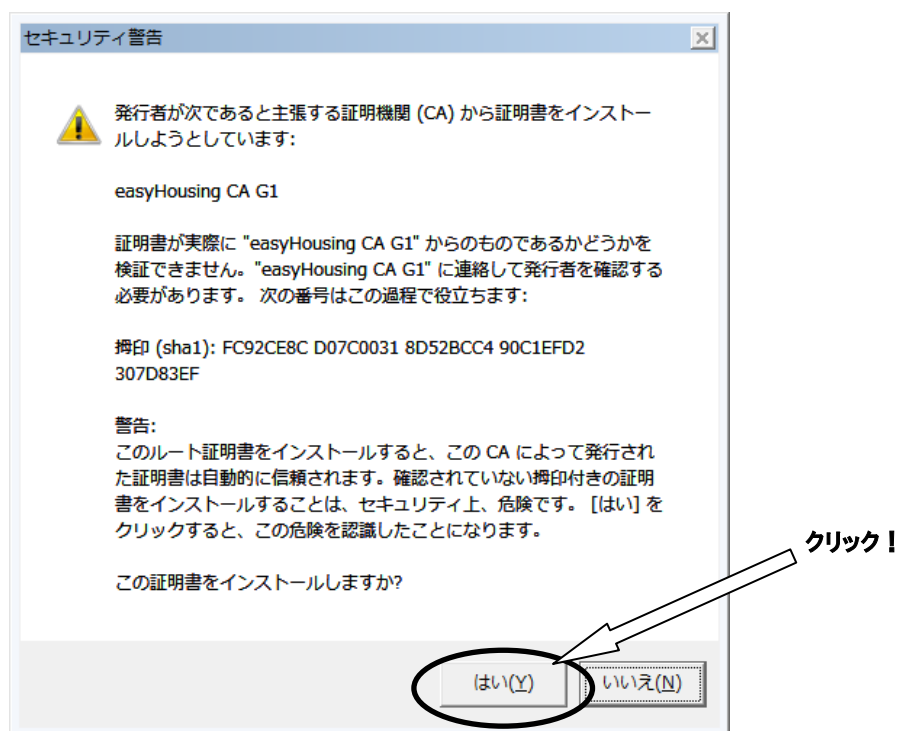 セキュリティ警告
発行者が次であると主張する証明機関 (CA) から証明書をインストー
ルしようとしています:
easyHousing CA G1
証明書が実際に "easyHousing CA G1" からのものであるかどうかを
検証できません。"easyHousing CA G1" に連絡して発行者を確認する
必要があります。 次の番号はこの過程で役立ちます:
拇印 (sha1): FC92CE8C D07C0031 8D52BCC4 90C1EFD2
307D83EF
警告:
このルート証明書をインストールすると、この CA によって発行され
た証明書は自動的に信頼されます。確認されていない拇印付きの証明
書をインストールすることは、セキュリティ上、危険です。 [はい] を
クリックすると、この危険を認識したことになります。
クリック！
この証明書をインストールしますか?
はい(Y)
いいえ(N)